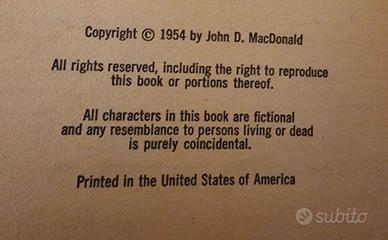 Copyright © 1954 by John D. MacDonald
All rights reserved, including the right to reproduce
this book or portions thereof.
All characters in this book are fictional
and any resemblance to persons living or dead
is purely coincidental.
Printed in the United States of America
subito